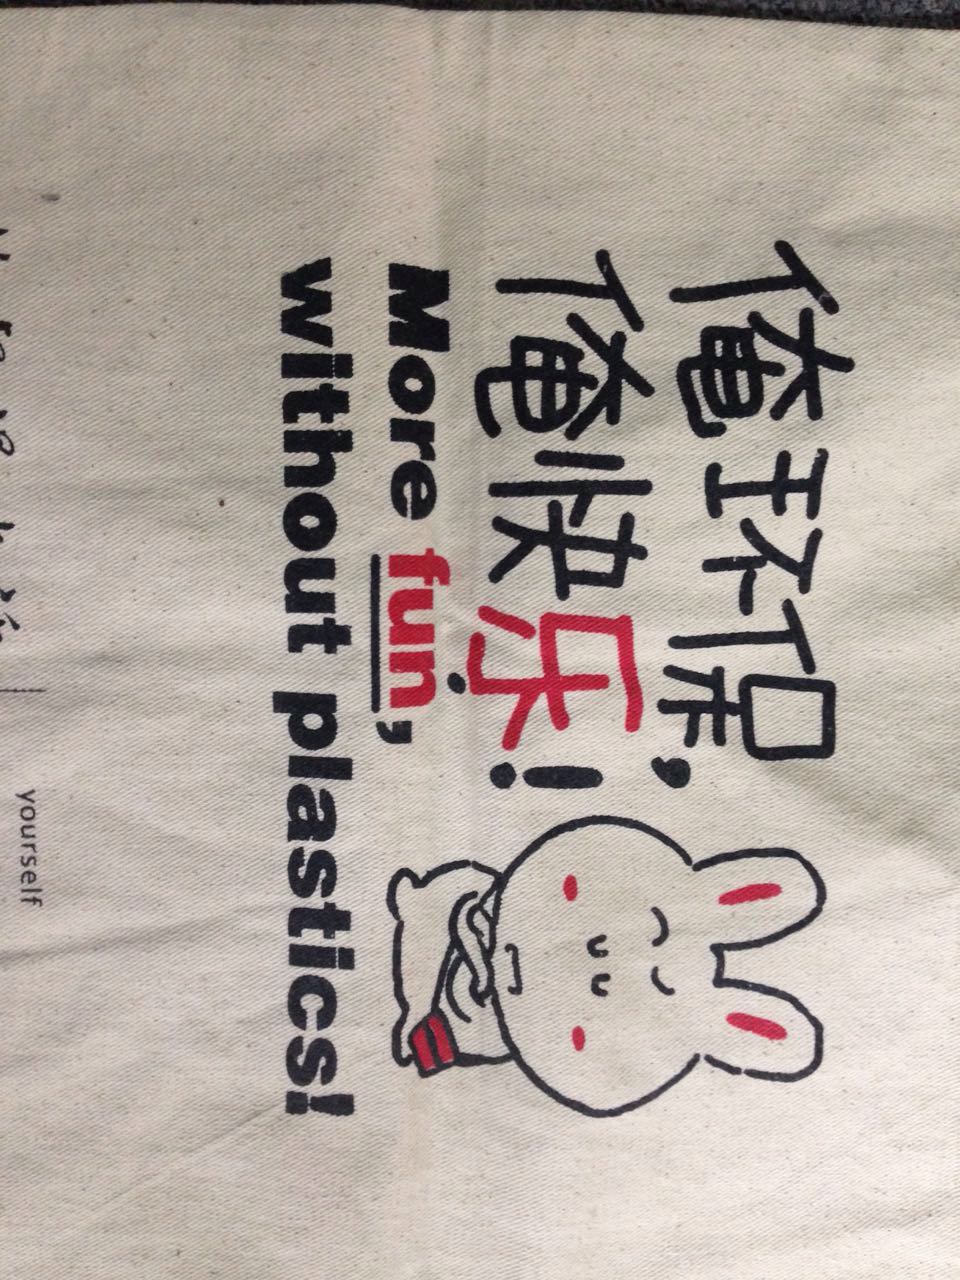 俺环保,
俺快乐!
More fun,
without plastics!
yourself